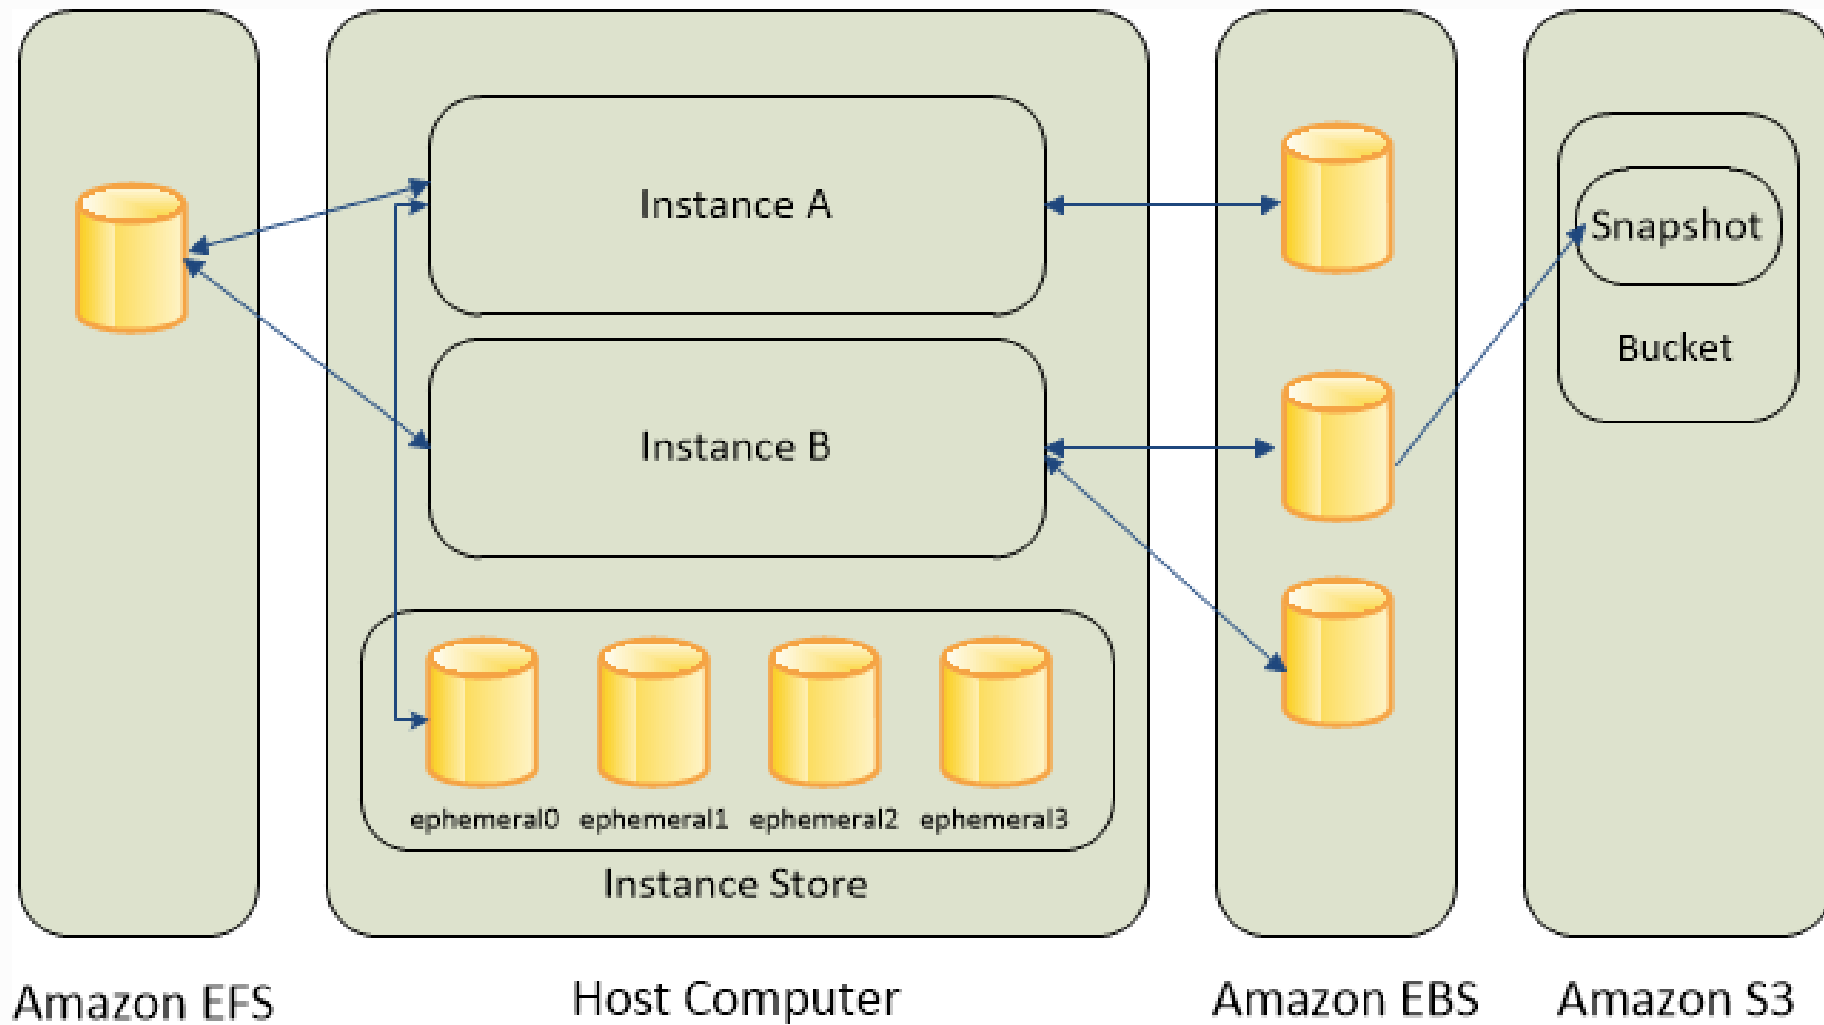 Instance A
Snapshot
Bucket
Instance B
ephemeral0 ephemeral1 ephemeral2 ephemeral3
Instance Store
Amazon EFS Host Computer Amazon EBS Amazon S3